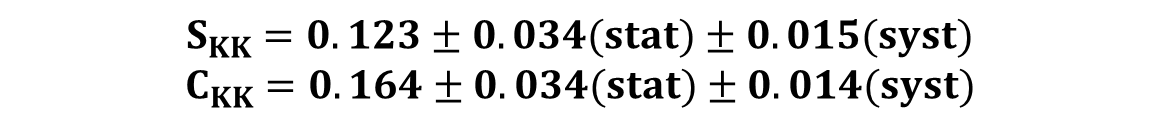 S_KK = 0.123 ± 0.034(stat) ± 0.015(syst)
C_KK = 0.164 ± 0.034(stat) ± 0.014(syst)